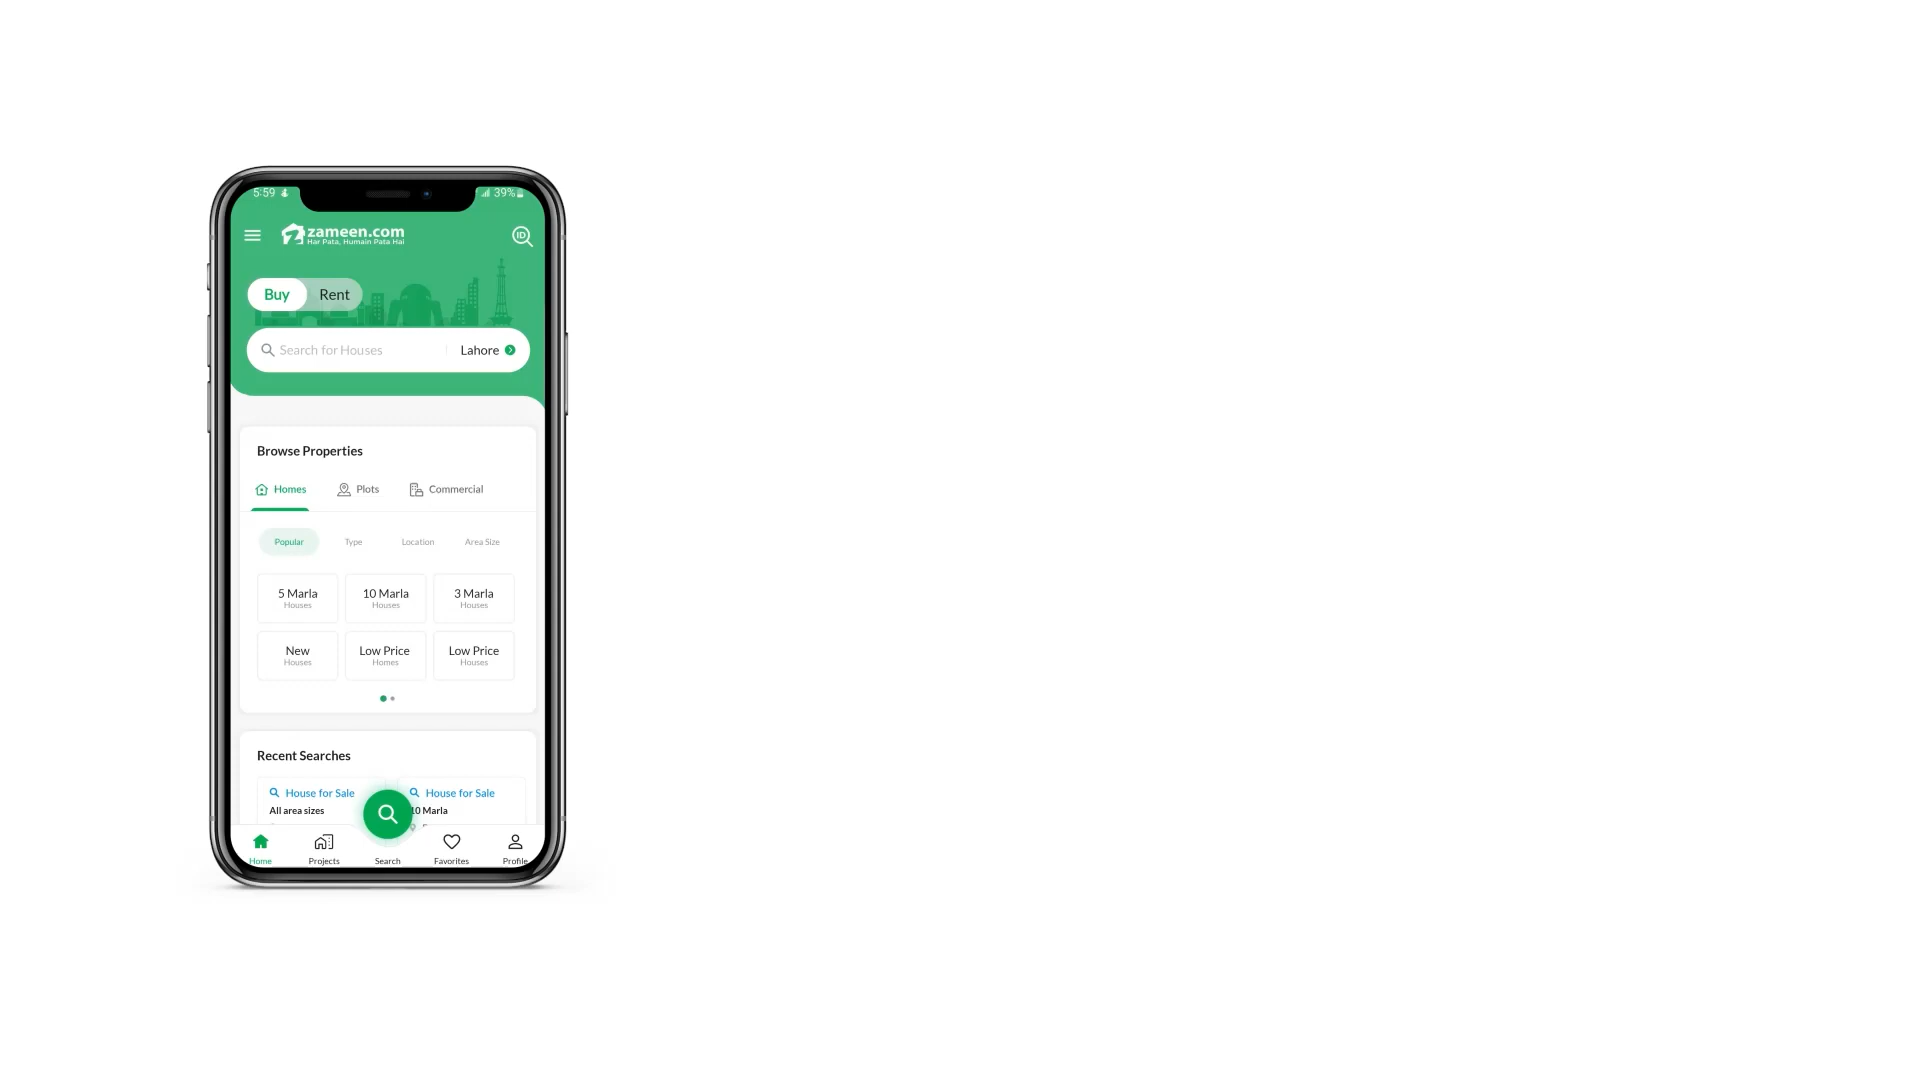 5:59
39%
zameen.com
Har Pata, Humain Pata Hai
ID
Buy Rent
Search for Houses Lahore
Browse Properties
Homes Plots Commercial
Popular Type Location Area Size
5 Marla 10 Marla 3 Marla
Houses Houses Houses
New Low Price Low Price
Houses Homes Houses
Recent Searches
House for Sale House for Sale
All area sizes 10 Marla
Home Projects Search Favorites Profile